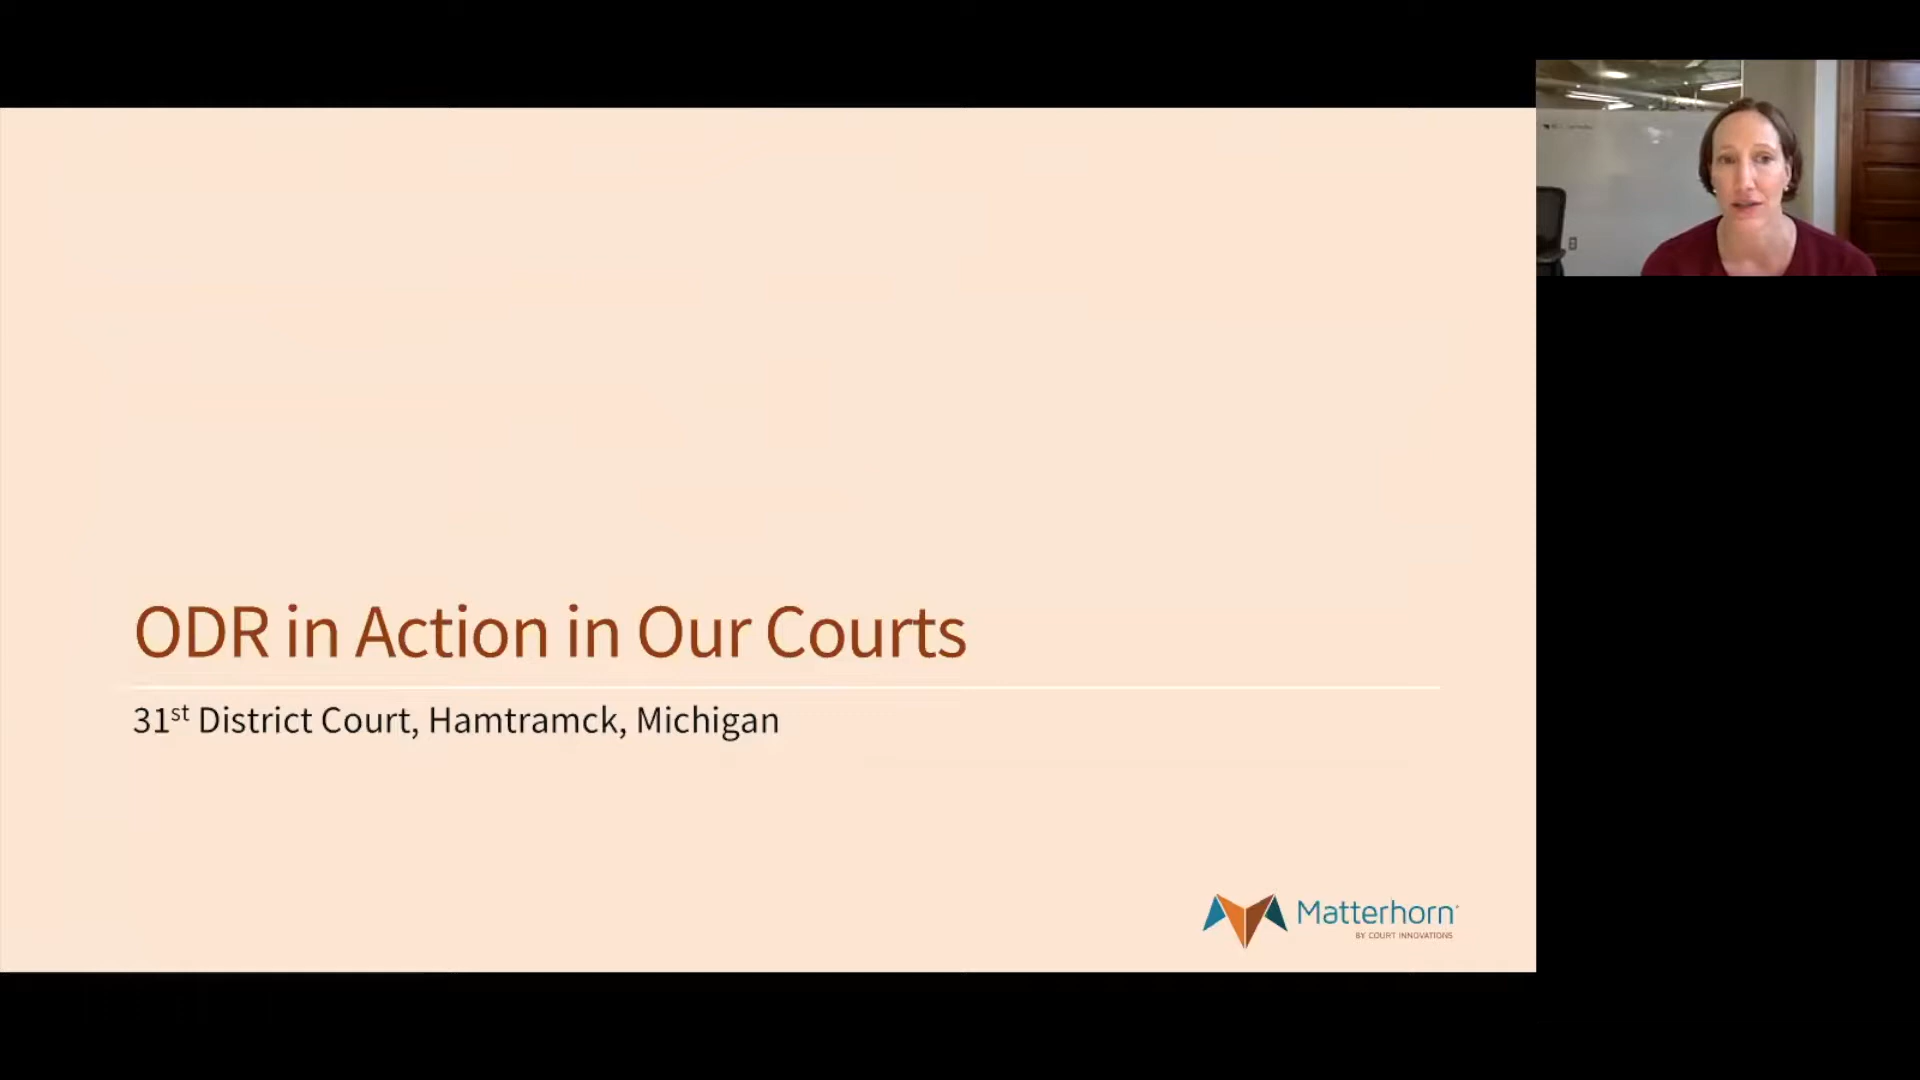 ODR in Action in Our Courts
31st District Court, Hamtramck, Michigan
Matterhorn
BY COURT INNOVATIONS